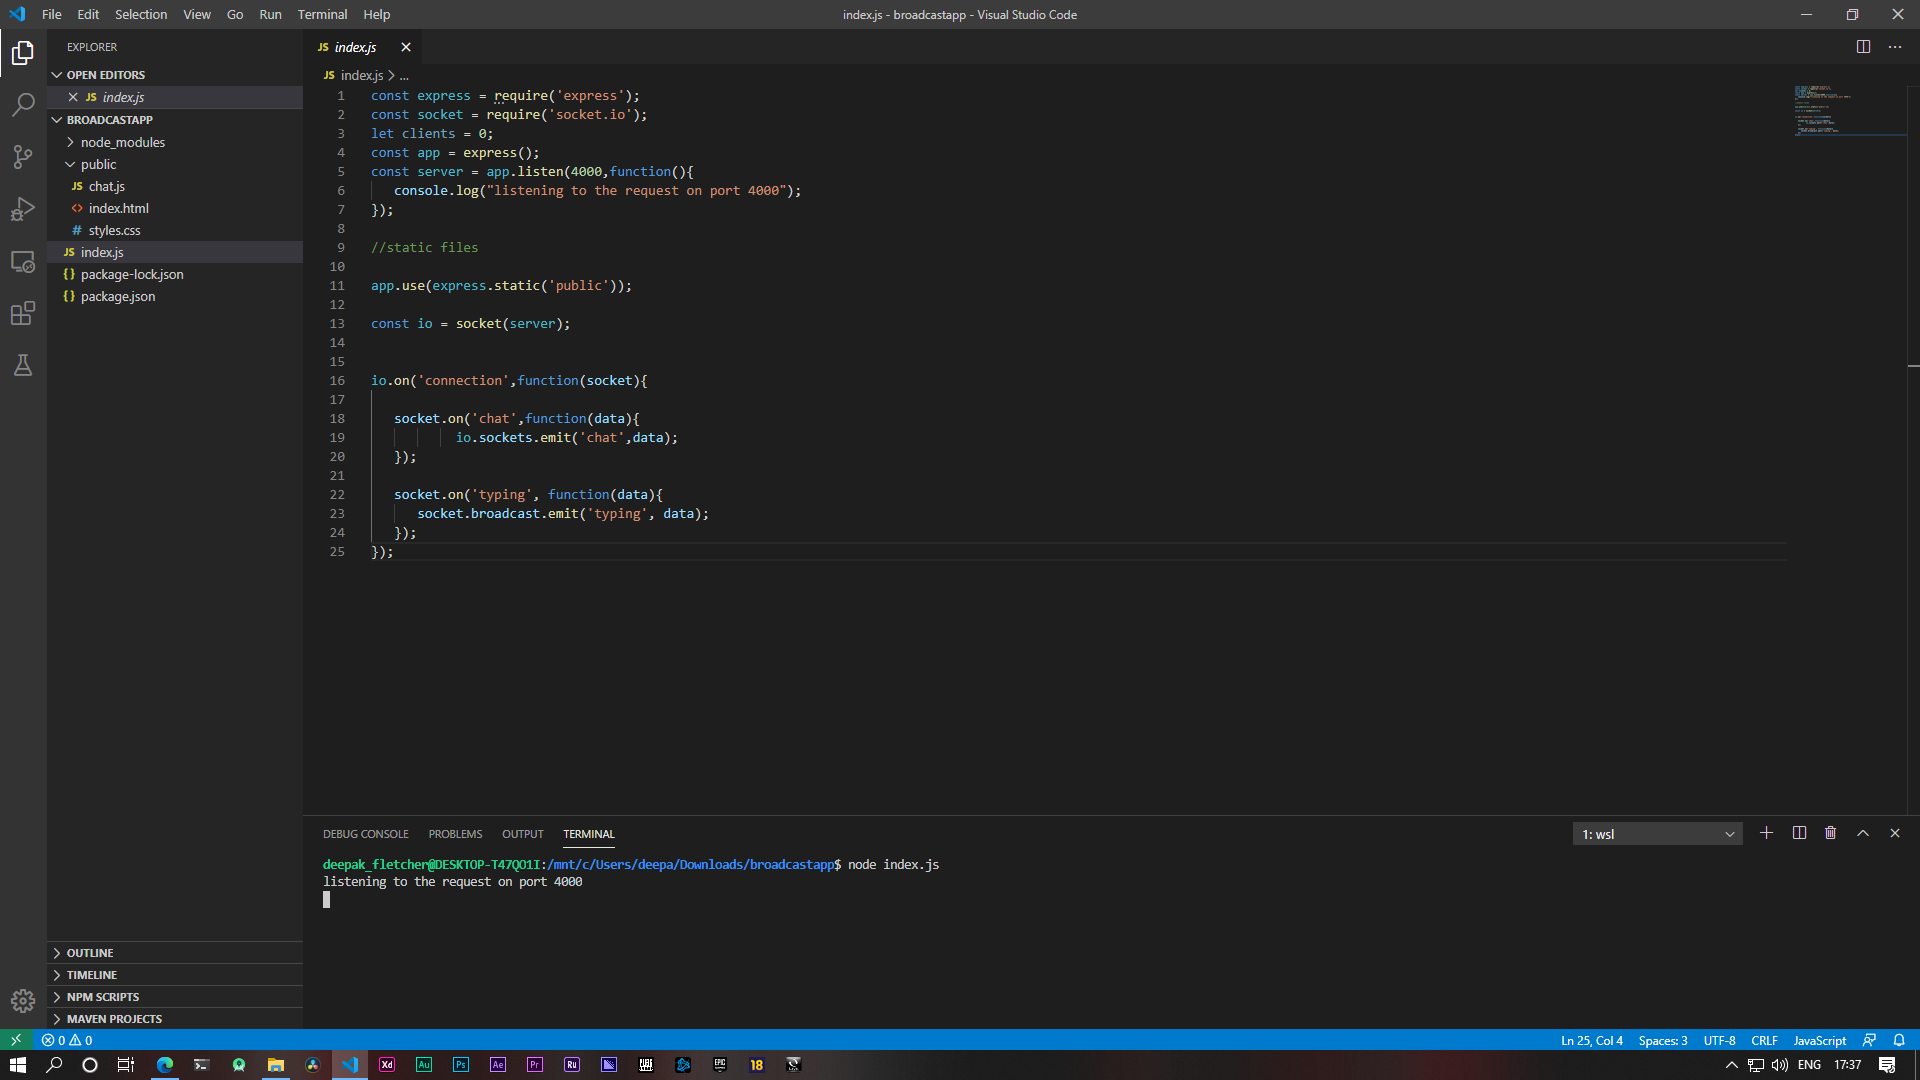 File Edit Selection View Go Run Terminal Help
index.js - broadcastapp - Visual Studio Code
EXPLORER
OPEN EDITORS
JS index.js
BROADCASTAPP
node_modules
public
JS chat.js
<> index.html
# styles.css
JS index.js
{} package-lock.json
{} package.json
OUTLINE
TIMELINE
NPM SCRIPTS
MAVEN PROJECTS
JS index.js
JS index.js > ...
1 const express = require('express');
2 const socket = require('socket.io');
3 let clients = 0;
4 const app = express();
5 const server = app.listen(4000,function(){
6 console.log("listening to the request on port 4000");
7 });
8
9 //static files
10
11 app.use(express.static('public'));
12
13 const io = socket(server);
14
15
16 io.on('connection',function(socket){
17
18 socket.on('chat',function(data){
19 io.sockets.emit('chat',data);
20 });
21
22 socket.on('typing', function(data){
23 socket.broadcast.emit('typing', data);
24 });
25 });
DEBUG CONSOLE PROBLEMS OUTPUT TERMINAL
1: wsl
deepak_fletcher@DESKTOP-T47QO1I:/mnt/c/Users/deepa/Downloads/broadcastapp$ node index.js
listening to the request on port 4000
0 0
Ln 25, Col 4 Spaces: 3 UTF-8 CRLF JavaScript
Xd Au Ps Ae Pr Ru EPIC 18
ENG 17:37